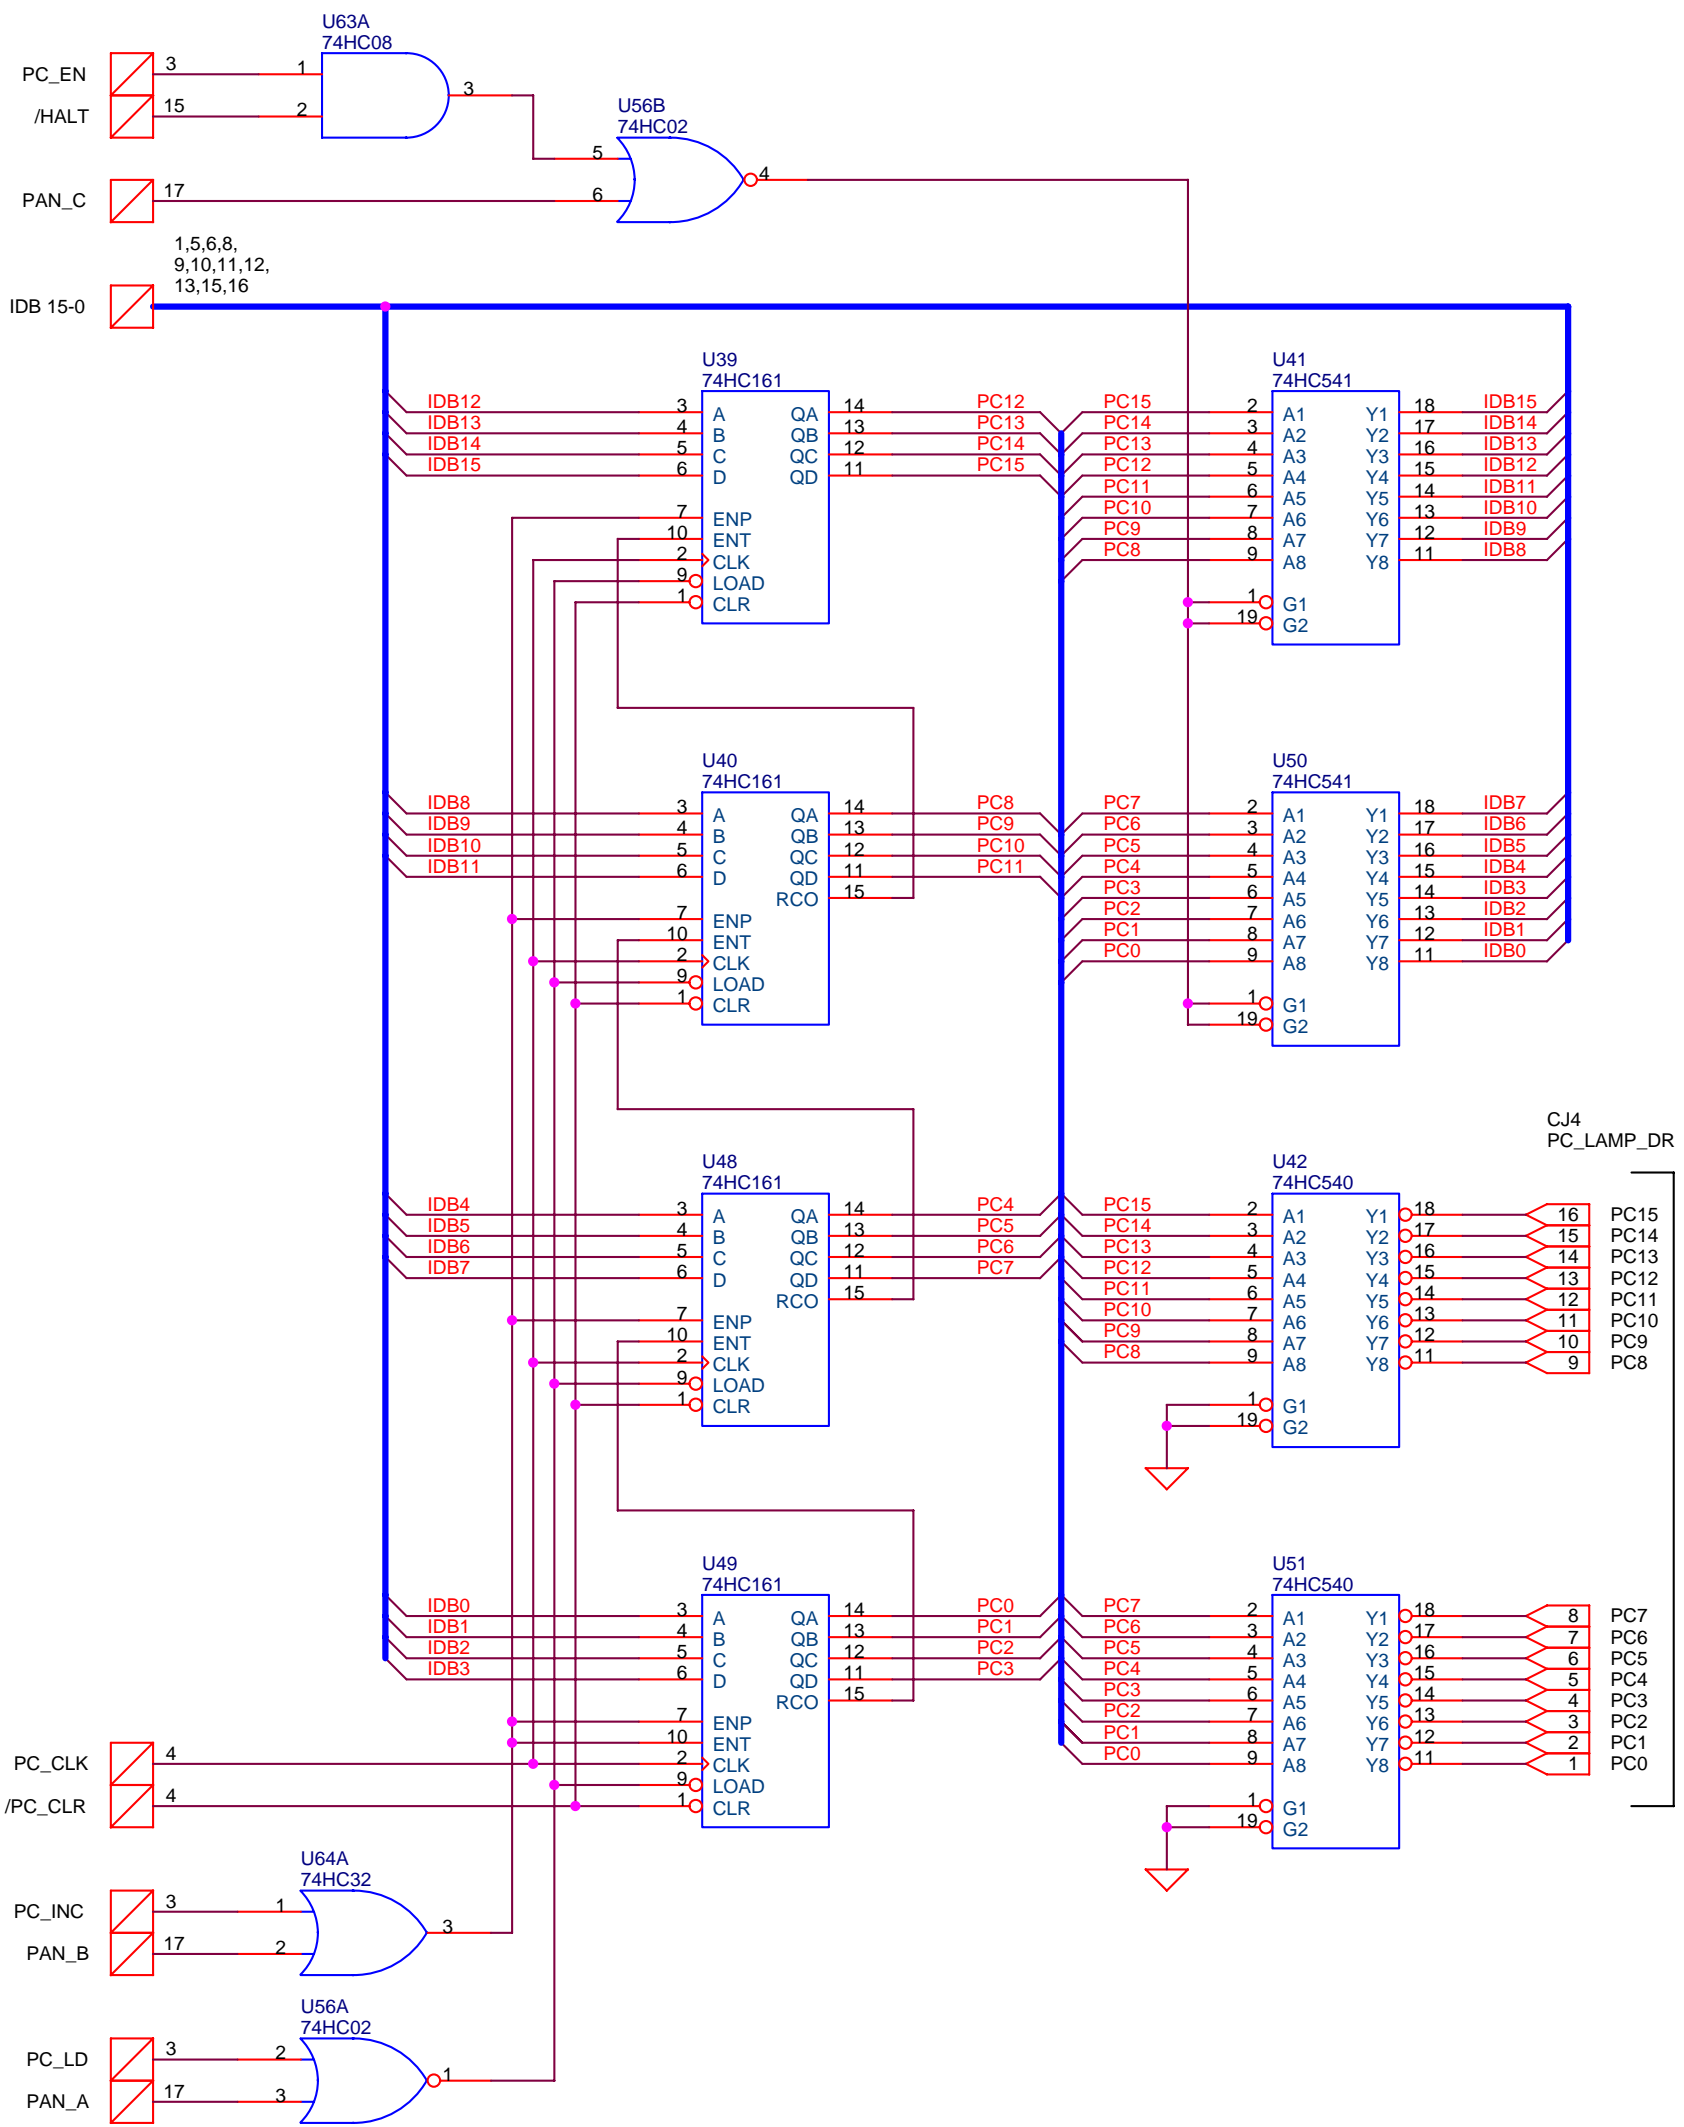 U63A
74HC08
PC_EN 3 1
/HALT 15 2
3
U56B
74HC02
5
6
4
PAN_C 17
1,5,6,8,
9,10,11,12,
13,15,16
IDB 15-0
U39
74HC161
IDB12 3 A QA 14 PC12
IDB13 4 B QB 13 PC13
IDB14 5 C QC 12 PC14
IDB15 6 D QD 11 PC15
7 ENP
10 ENT
2 CLK
9 LOAD
1 CLR
U41
74HC541
PC15 2 A1 Y1 18 IDB15
PC14 3 A2 Y2 17 IDB14
PC13 4 A3 Y3 16 IDB13
PC12 5 A4 Y4 15 IDB12
PC11 6 A5 Y5 14 IDB11
PC10 7 A6 Y6 13 IDB10
PC9 8 A7 Y7 12 IDB9
PC8 9 A8 Y8 11 IDB8
1 G1
19 G2
U40
74HC161
IDB8 3 A QA 14 PC8
IDB9 4 B QB 13 PC9
IDB10 5 C QC 12 PC10
IDB11 6 D QD 11 PC11
RCO 15
7 ENP
10 ENT
2 CLK
9 LOAD
1 CLR
U50
74HC541
PC7 2 A1 Y1 18 IDB7
PC6 3 A2 Y2 17 IDB6
PC5 4 A3 Y3 16 IDB5
PC4 5 A4 Y4 15 IDB4
PC3 6 A5 Y5 14 IDB3
PC2 7 A6 Y6 13 IDB2
PC1 8 A7 Y7 12 IDB1
PC0 9 A8 Y8 11 IDB0
1 G1
19 G2
CJ4
PC_LAMP_DR
U48
74HC161
IDB4 3 A QA 14 PC4
IDB5 4 B QB 13 PC5
IDB6 5 C QC 12 PC6
IDB7 6 D QD 11 PC7
RCO 15
7 ENP
10 ENT
2 CLK
9 LOAD
1 CLR
U42
74HC540
PC15 2 A1 Y1 18 16 PC15
PC14 3 A2 Y2 17 15 PC14
PC13 4 A3 Y3 16 14 PC13
PC12 5 A4 Y4 15 13 PC12
PC11 6 A5 Y5 14 12 PC11
PC10 7 A6 Y6 13 11 PC10
PC9 8 A7 Y7 12 10 PC9
PC8 9 A8 Y8 11 9 PC8
1 G1
19 G2
U49
74HC161
IDB0 3 A QA 14 PC0
IDB1 4 B QB 13 PC1
IDB2 5 C QC 12 PC2
IDB3 6 D QD 11 PC3
RCO 15
7 ENP
10 ENT
PC_CLK 4 2 CLK
9 LOAD
/PC_CLR 4 1 CLR
U51
74HC540
PC7 2 A1 Y1 18 8 PC7
PC6 3 A2 Y2 17 7 PC6
PC5 4 A3 Y3 16 6 PC5
PC4 5 A4 Y4 15 5 PC4
PC3 6 A5 Y5 14 4 PC3
PC2 7 A6 Y6 13 3 PC2
PC1 8 A7 Y7 12 2 PC1
PC0 9 A8 Y8 11 1 PC0
1 G1
19 G2
U64A
74HC32
PC_INC 3 1
3
PAN_B 17 2
U56A
74HC02
PC_LD 3 2
1
PAN_A 17 3